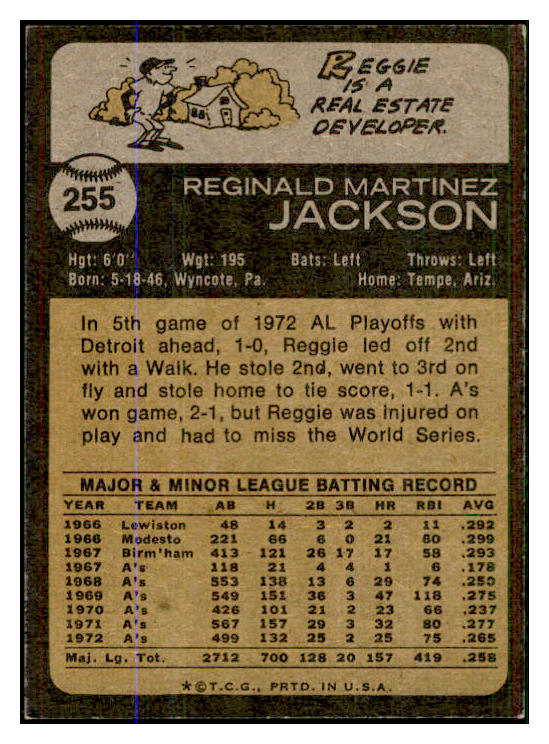 REGGIE
IS A
REAL ESTATE
DEVELOPER.
255
REGINALD MARTINEZ
JACKSON
Hgt: 6'0" Wgt: 195 Bats: Left Throws: Left
Born: 5-18-46, Wyncote, Pa. Home: Tempe, Ariz.
In 5th game of 1972 AL Playoffs with
Detroit ahead, 1-0, Reggie led off 2nd
with a Walk. He stole 2nd, went to 3rd on
fly and stole home to tie score, 1-1. A's
won game, 2-1, but Reggie was injured on
play and had to miss the World Series.
MAJOR & MINOR LEAGUE BATTING RECORD
YEAR TEAM AB H 2B 3B HR RBI AVG
1966 Lewiston 48 14 3 2 2 11 .292
1966 Modesto 221 66 6 0 21 60 .299
1967 Birm'ham 413 121 26 17 17 58 .293
1967 A's 118 21 4 4 1 6 .178
1968 A's 553 138 13 6 29 74 .250
1969 A's 549 151 36 3 47 118 .275
1970 A's 426 101 21 2 23 66 .237
1971 A's 567 157 29 3 32 80 .277
1972 A's 499 132 25 2 25 75 .265
Maj. Lg. Tot. 2712 700 128 20 157 419 .258
*©T.C.G., PRTD. IN U.S.A.